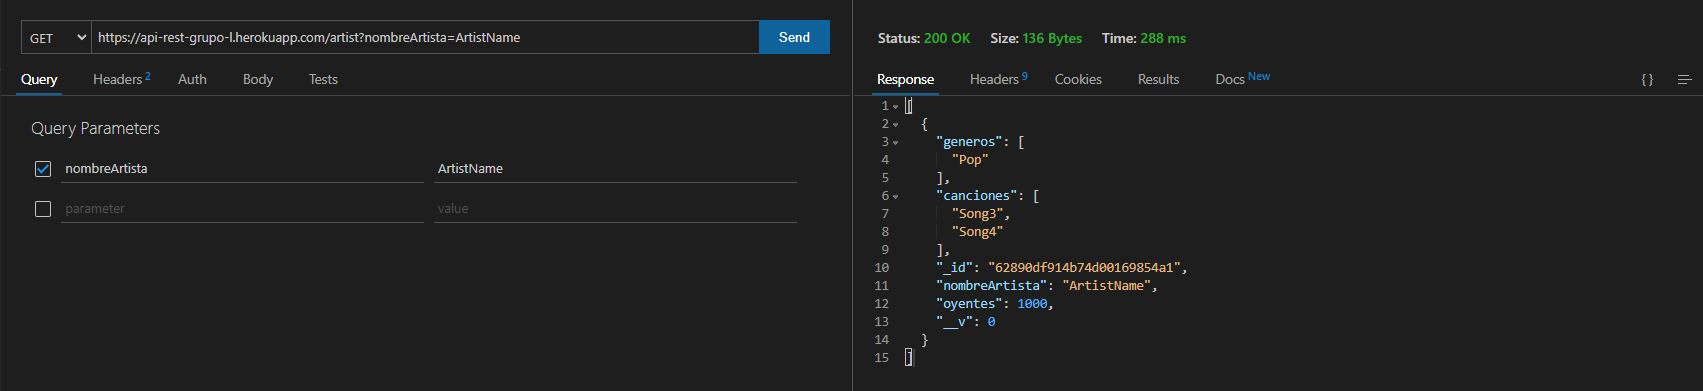 GET https://api-rest-grupo-l.herokuapp.com/artist?nombreArtista=ArtistName Send
Query Headers 2 Auth Body Tests
Query Parameters
nombreArtista ArtistName
parameter value
Status: 200 OK Size: 136 Bytes Time: 288 ms
Response Headers 9 Cookies Results Docs New {}
1 [
2 {
3 "generos": [
4 "Pop"
5 ],
6 "canciones": [
7 "Song3",
8 "Song4"
9 ],
10 "_id": "62890df914b74d00169854a1",
11 "nombreArtista": "ArtistName",
12 "oyentes": 1000,
13 "__v": 0
14 }
15 ]